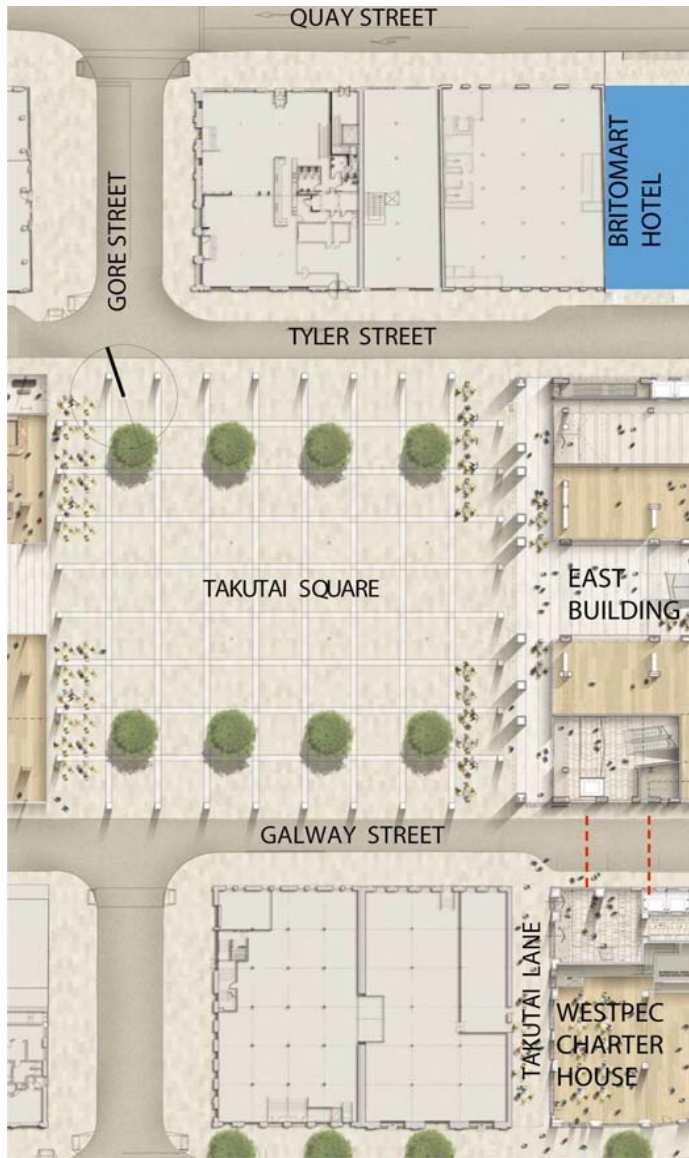 QUAY STREET
BRITOMART
HOTEL
GORE STREET
TYLER STREET
TAKUTAI SQUARE
EAST
BUILDING
GALWAY STREET
TAKUTAI LANE
WESTPEC
CHARTER
HOUSE